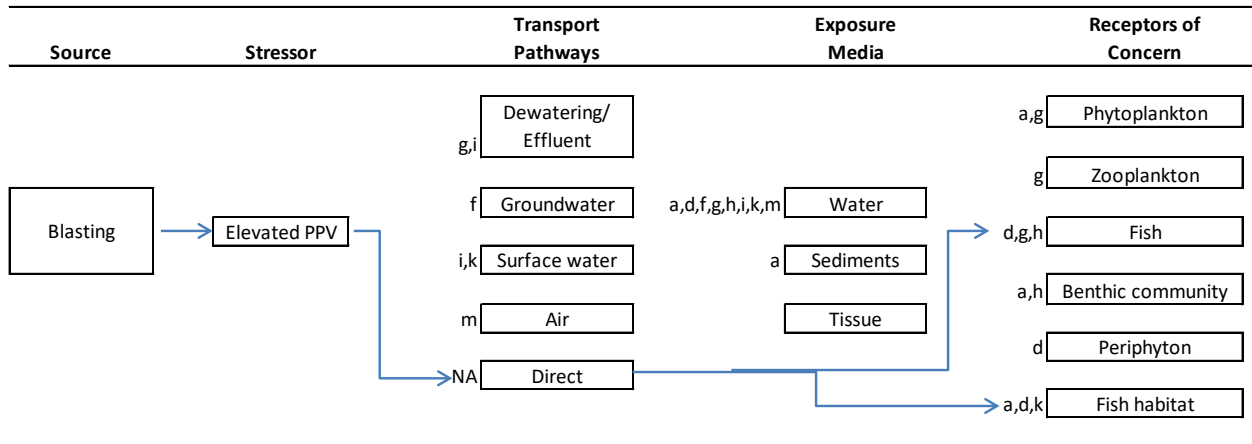 Transport
Exposure
Receptors of
Source
Stressor
Pathways
Media
Concern
Dewatering/
Effluent
g,i
a,g
Phytoplankton
g
Zooplankton
Blasting
Elevated PPV
f
Groundwater
a,d,f,g,h,i,k,m
Water
d,g,h
Fish
i,k
Surface water
a
Sediments
a,h
Benthic community
m
Air
Tissue
d
Periphyton
NA
Direct
a,d,k
Fish habitat